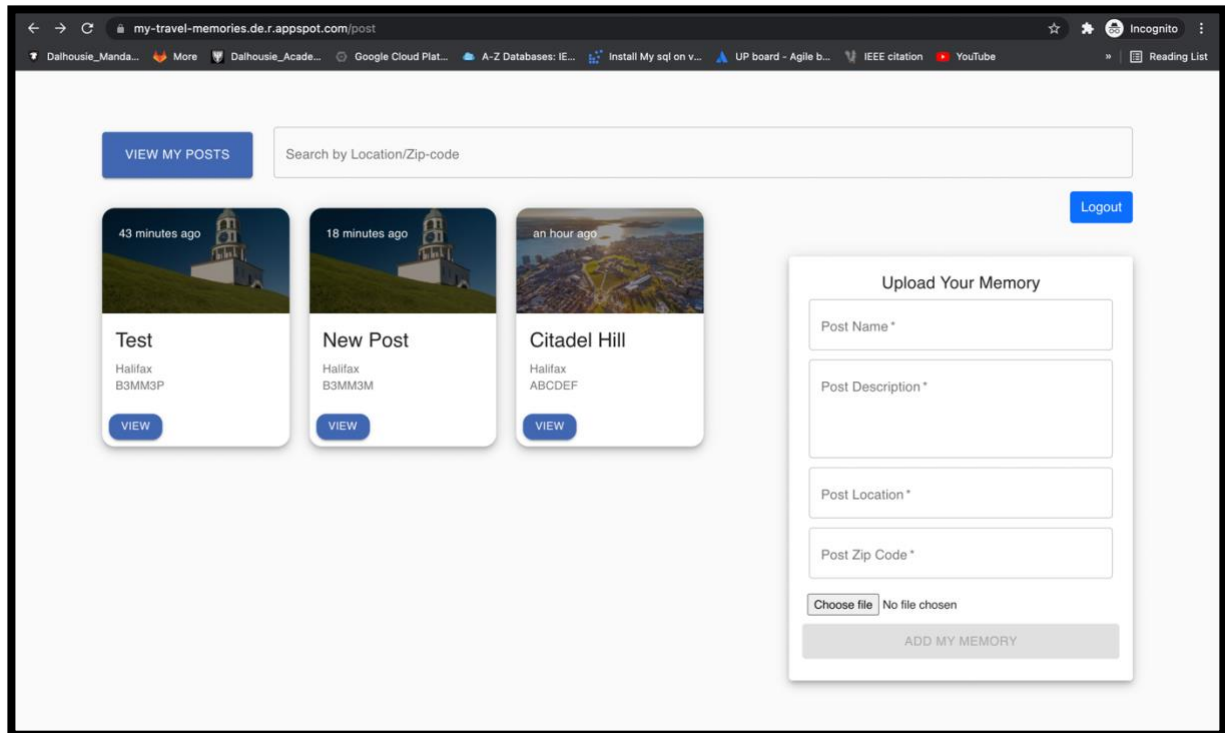 my-travel-memories.de.r.appspot.com/post
Incognito
Dalhousie_Manda...
More
Dalhousie_Acade...
Google Cloud Plat...
A-Z Databases: IE...
Install My sql on v...
UP board - Agile b...
IEEE citation
YouTube
»
Reading List
VIEW MY POSTS
Search by Location/Zip-code
Logout
43 minutes ago
Test
Halifax
B3MM3P
VIEW
18 minutes ago
New Post
Halifax
B3MM3M
VIEW
an hour ago
Citadel Hill
Halifax
ABCDEF
VIEW
Upload Your Memory
Post Name *
Post Description *
Post Location *
Post Zip Code *
Choose file No file chosen
ADD MY MEMORY